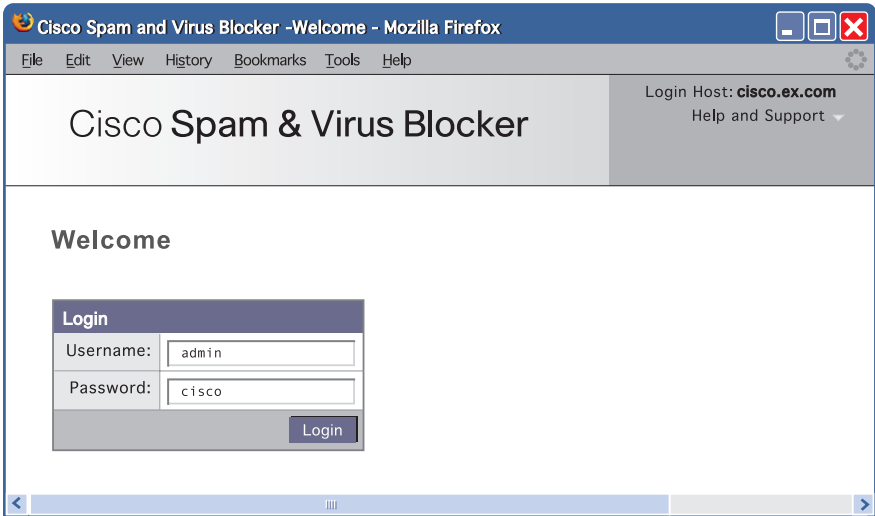 Cisco Spam and Virus Blocker -Welcome - Mozilla Firefox
File Edit View History Bookmarks Tools Help
Login Host: cisco.ex.com
Help and Support
Cisco Spam & Virus Blocker
Welcome
Login
Username: admin
Password: cisco
Login